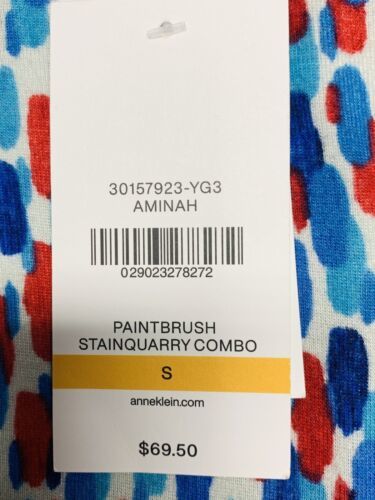 30157923-YG3
AMINAH
029023278272
PAINTBRUSH
STAINQUARRY COMBO
S
anneklein.com
$69.50